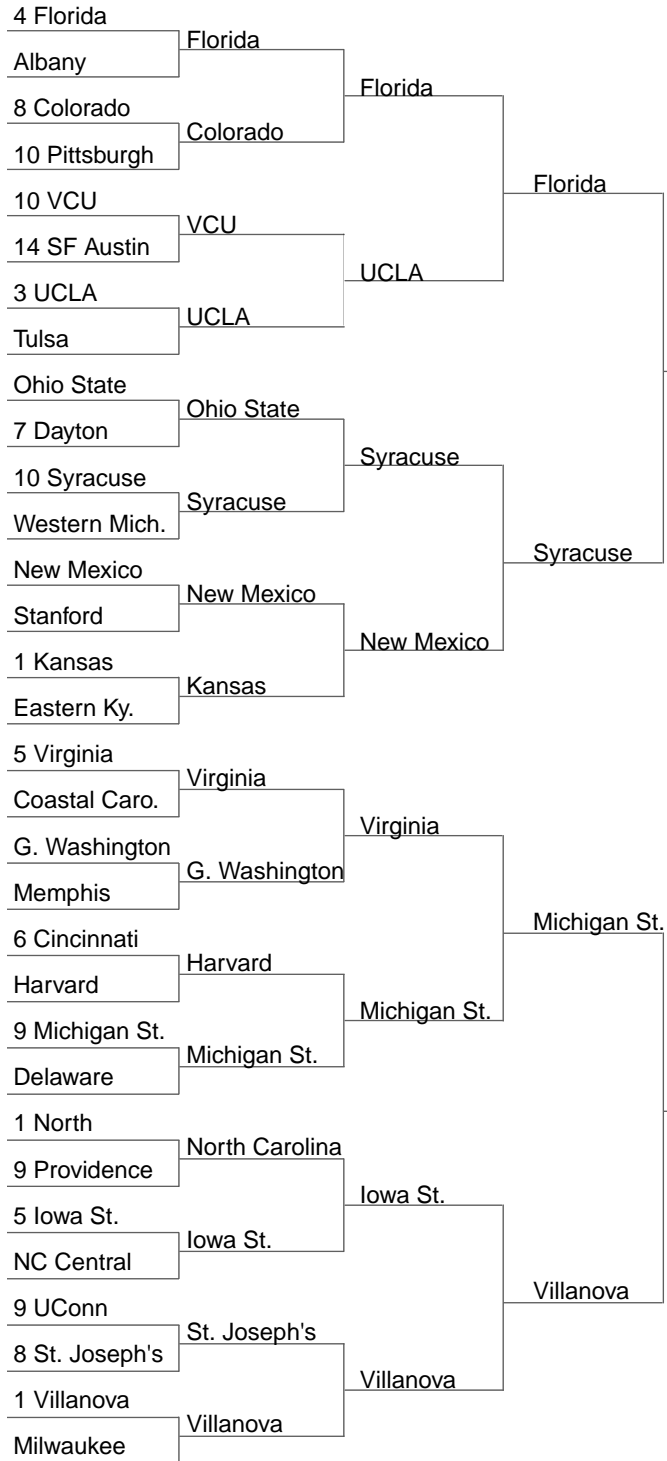 4 Florida
Albany
8 Colorado
10 Pittsburgh
10 VCU
14 SF Austin
3 UCLA
Tulsa
Ohio State
7 Dayton
10 Syracuse
Western Mich.
New Mexico
Stanford
1 Kansas
Eastern Ky.
5 Virginia
Coastal Caro.
G. Washington
Memphis
6 Cincinnati
Harvard
9 Michigan St.
Delaware
1 North
9 Providence
5 Iowa St.
NC Central
9 UConn
8 St. Joseph's
1 Villanova
Milwaukee
Florida
Colorado
VCU
UCLA
Ohio State
Syracuse
New Mexico
Kansas
Virginia
G. Washington
Harvard
Michigan St.
North Carolina
Iowa St.
St. Joseph's
Villanova
Florida
UCLA
Syracuse
New Mexico
Virginia
Michigan St.
Iowa St.
Villanova
Florida
Syracuse
Michigan St.
Villanova